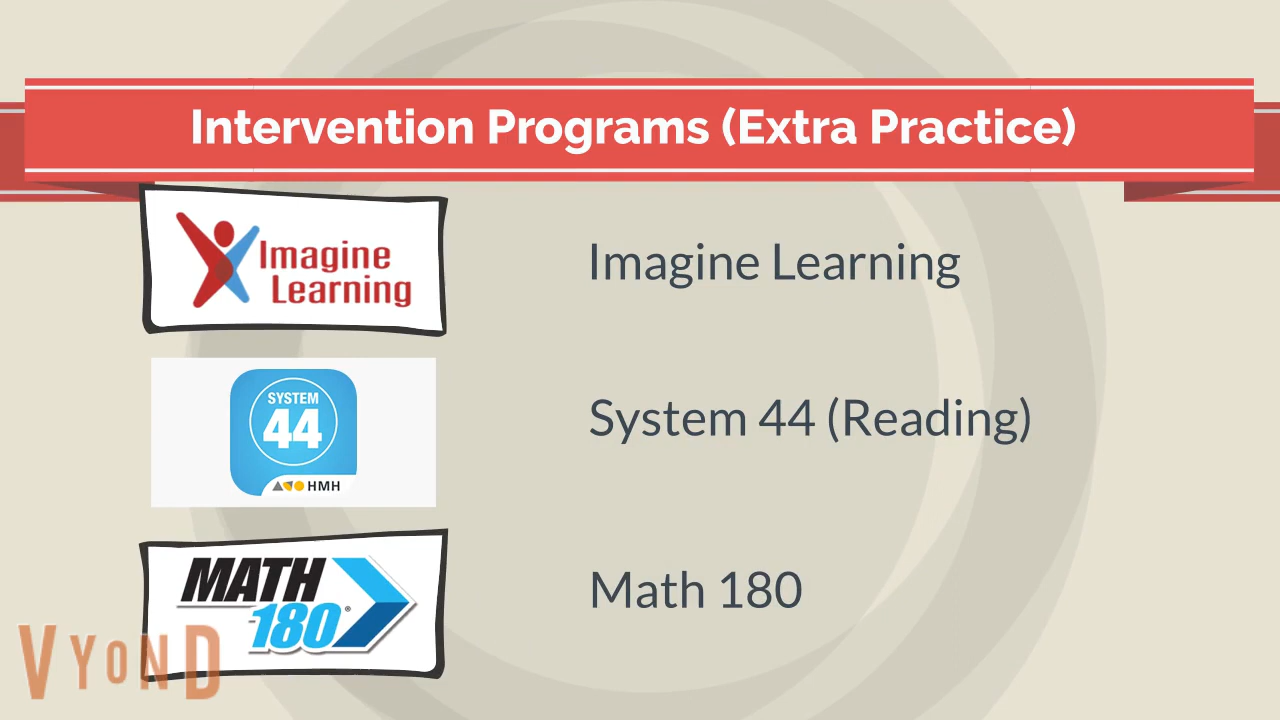 Intervention Programs (Extra Practice)
Imagine
Learning
Imagine Learning
SYSTEM
44
HMH
System 44 (Reading)
MATH
180®
Math 180
VYOND